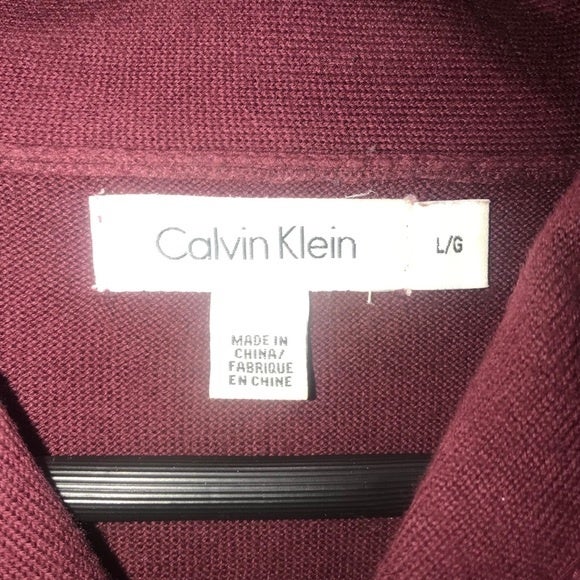 Calvin Klein
L/G
MADE IN
CHINA/
FABRIQUE
EN CHINE